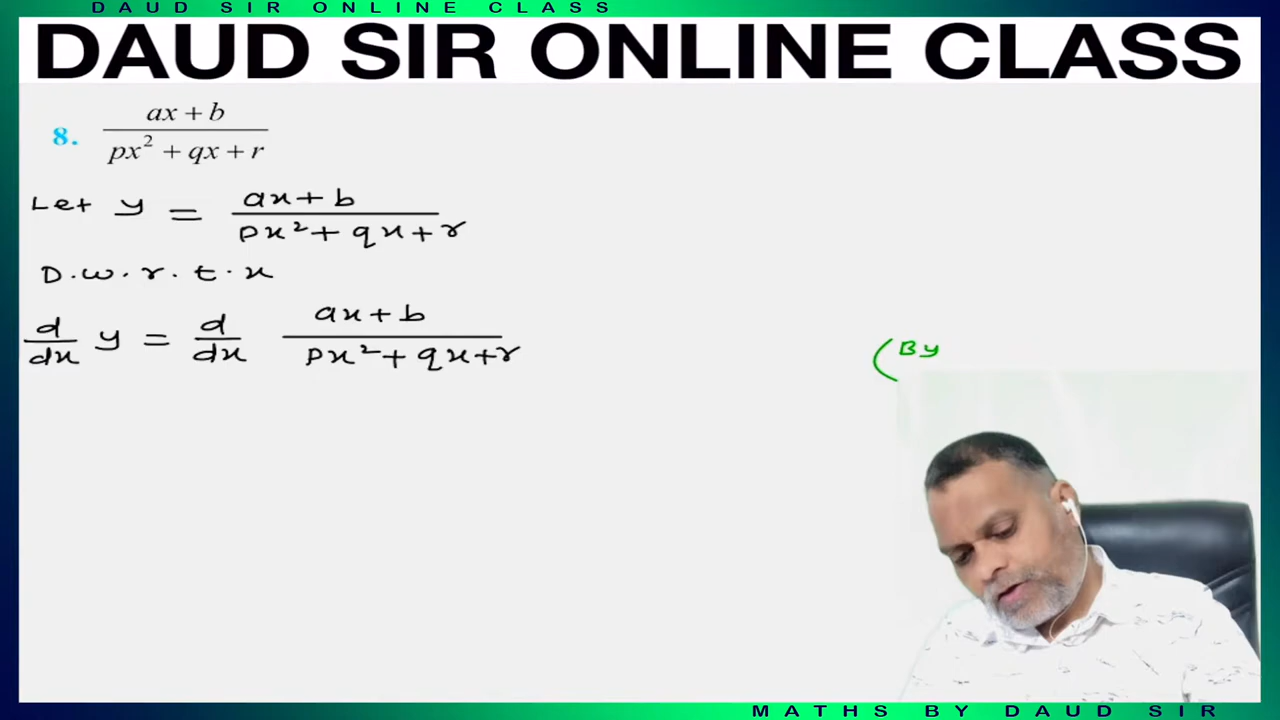 DAUD SIR ONLINE CLASS
DAUD SIR ONLINE CLASS
8. (ax + b)/(px² + qx + r)
Let y = (ax + b)/(px² + qx + r)
D.w.r.t.x
d/dx y = d/dx (ax + b)/(px² + qx + r)
(By
MATHS BY DAUD SIR